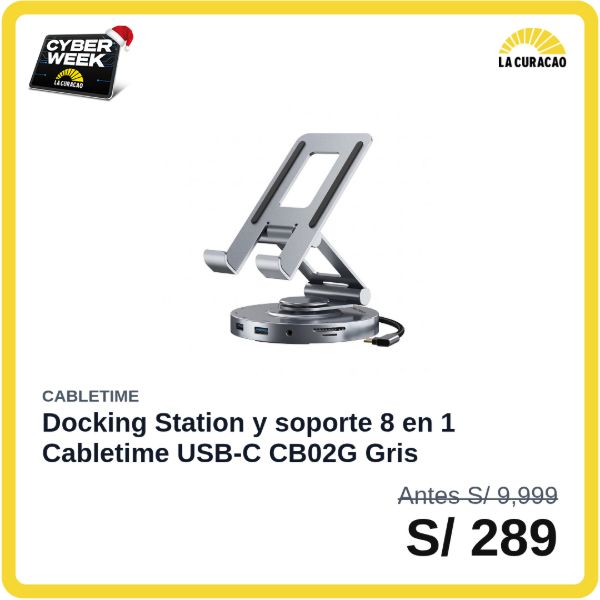 CYBER
WEEK
LA CURACAO
LA CURACAO
CABLETIME
Docking Station y soporte 8 en 1
Cabletime USB-C CB02G Gris
Antes S/ 9,999
S/ 289